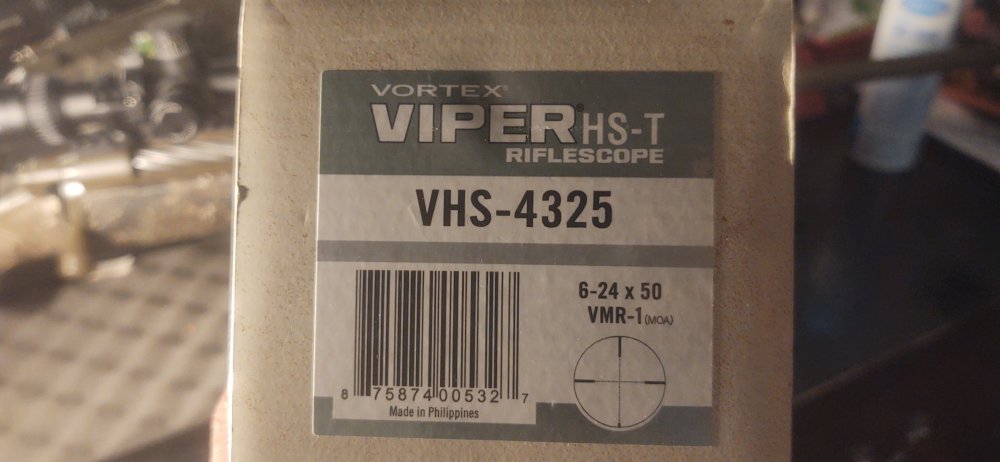 VORTEX®
VIPER® HS-T
RIFLESCOPE
VHS-4325
6-24 x 50
VMR-1 (MOA)
8 75874 00532 7
Made in Philippines